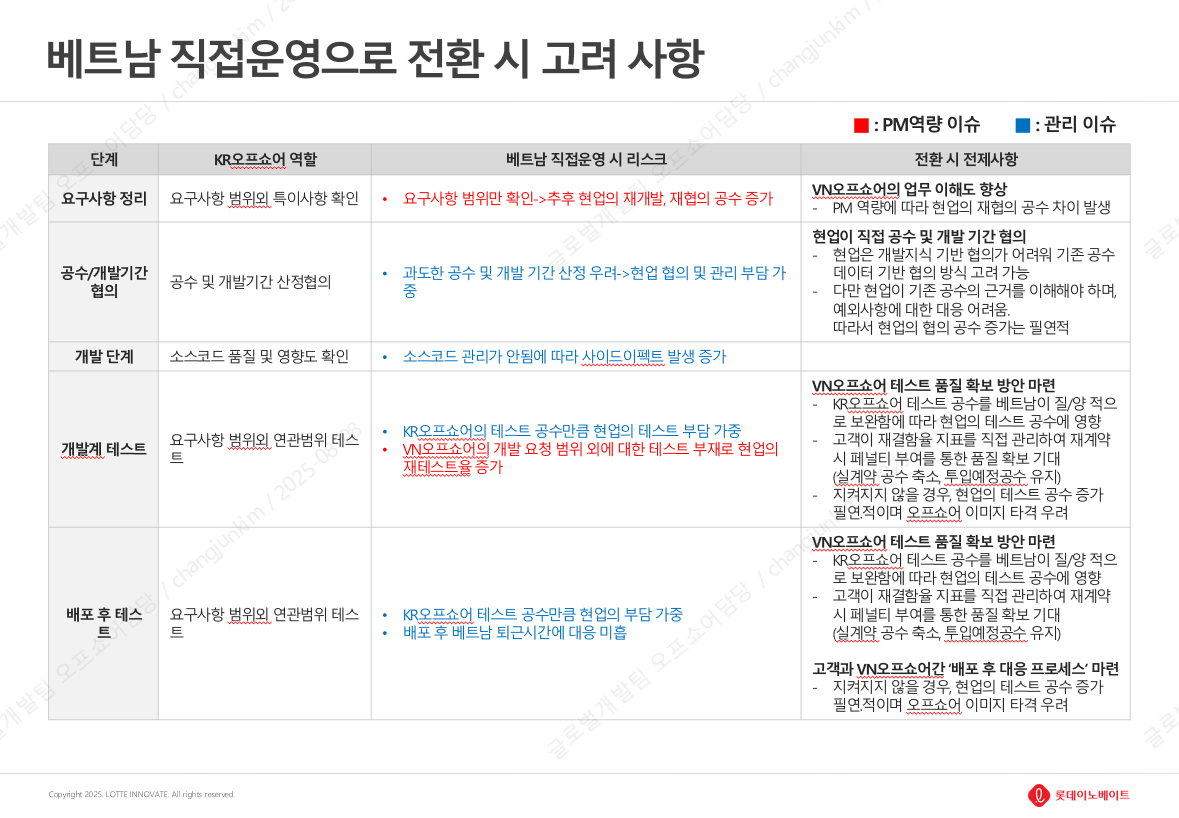 베트남 직접운영으로 전환 시 고려 사항
: PM역량 이슈
: 관리 이슈
단계
KR오프쇼어 역할
베트남 직접운영 시 리스크
전환 시 전제사항
요구사항 정리
요구사항 범위외 특이사항 확인
• 요구사항 범위만 확인->추후 현업의 재개발, 재협의 공수 증가
VN오프쇼어의 업무 이해도 향상
- PM 역량에 따라 현업의 재협의 공수 차이 발생
공수/개발기간
협의
공수 및 개발기간 산정협의
• 과도한 공수 및 개발 기간 산정 우려->현업 협의 및 관리 부담 가
중
현업이 직접 공수 및 개발 기간 협의
- 현업은 개발지식 기반 협의가 어려워 기존 공수
데이터 기반 협의 방식 고려 가능
- 다만 현업이 기존 공수의 근거를 이해해야 하며,
예외사항에 대한 대응 어려움.
따라서 현업의 협의 공수 증가는 필연적
개발 단계
소스코드 품질 및 영향도 확인
• 소스코드 관리가 안됨에 따라 사이드이펙트 발생 증가
개발계 테스트
요구사항 범위외 연관범위 테스
트
• KR오프쇼어의 테스트 공수만큼 현업의 테스트 부담 가중
• VN오프쇼어의 개발 요청 범위 외에 대한 테스트 부재로 현업의
재테스트율 증가
VN오프쇼어 테스트 품질 확보 방안 마련
- KR오프쇼어 테스트 공수를 베트남이 질/양 적으
로 보완함에 따라 현업의 테스트 공수에 영향
- 고객이 재결함율 지표를 직접 관리하여 재계약
시 페널티 부여를 통한 품질 확보 기대
(실계약 공수 축소, 투입예정공수 유지)
- 지켜지지 않을 경우, 현업의 테스트 공수 증가
필연.적이며 오프쇼어 이미지 타격 우려
배포 후 테스
트
요구사항 범위외 연관범위 테스
트
• KR오프쇼어 테스트 공수만큼 현업의 부담 가중
• 배포 후 베트남 퇴근시간에 대응 미흡
VN오프쇼어 테스트 품질 확보 방안 마련
- KR오프쇼어 테스트 공수를 베트남이 질/양 적으
로 보완함에 따라 현업의 테스트 공수에 영향
- 고객이 재결함율 지표를 직접 관리하여 재계약
시 페널티 부여를 통한 품질 확보 기대
(실계약 공수 축소, 투입예정공수 유지)
고객과 VN오프쇼어간 ‘배포 후 대응 프로세스’ 마련
- 지켜지지 않을 경우, 현업의 테스트 공수 증가
필연.적이며 오프쇼어 이미지 타격 우려
Copyright 2025. LOTTE INNOVATE. All rights reserved.
롯데이노베이트
글로벌개발팀 오프쇼어담당 / changjunkim / 2025-08-08